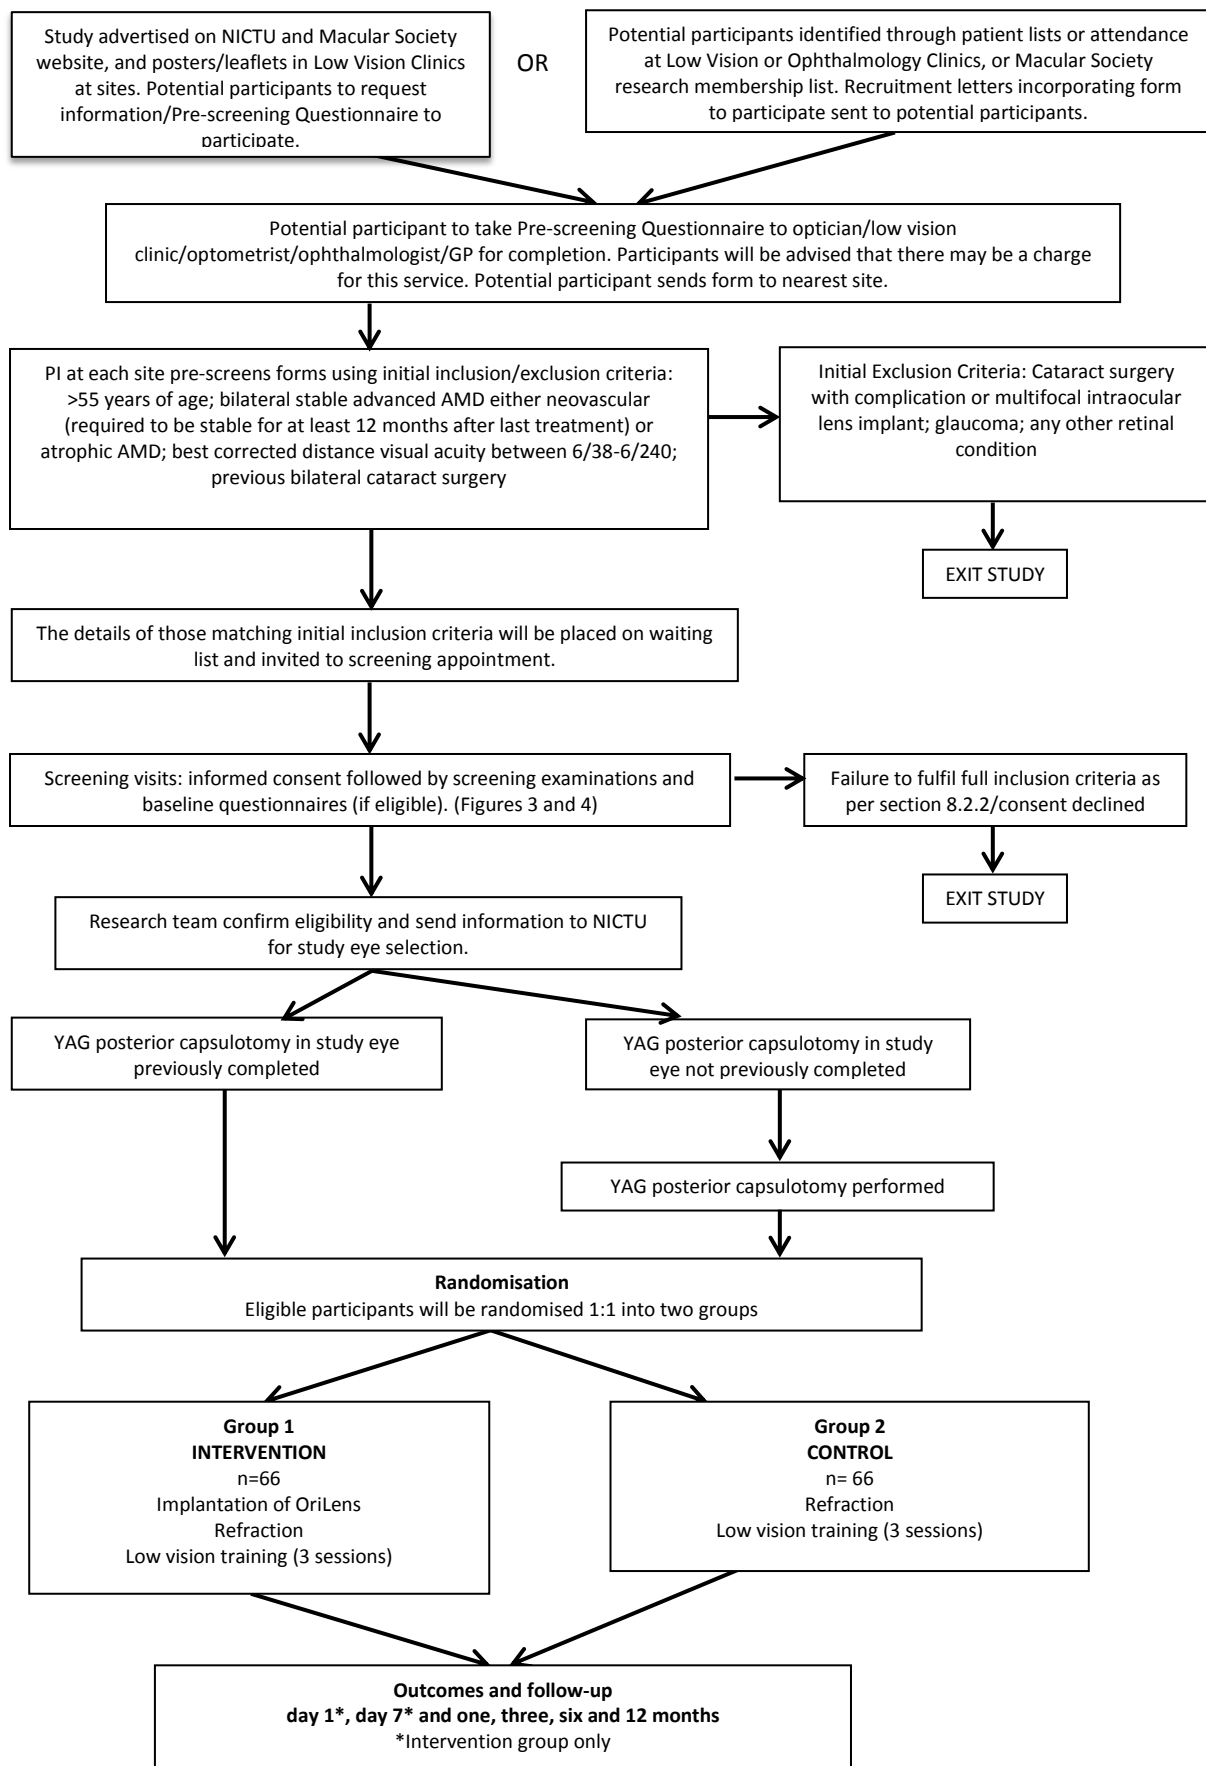 Study advertised on NICTU and Macular Society
website, and posters/leaflets in Low Vision Clinics
at sites. Potential participants to request
information/Pre-screening Questionnaire to
participate.
OR
Potential participants identified through patient lists or attendance
at Low Vision or Ophthalmology Clinics, or Macular Society
research membership list. Recruitment letters incorporating form
to participate sent to potential participants.
Potential participant to take Pre-screening Questionnaire to optician/low vision
clinic/optometrist/ophthalmologist/GP for completion. Participants will be advised that there may be a charge
for this service. Potential participant sends form to nearest site.
PI at each site pre-screens forms using initial inclusion/exclusion criteria:
>55 years of age; bilateral stable advanced AMD either neovascular
(required to be stable for at least 12 months after last treatment) or
atrophic AMD; best corrected distance visual acuity between 6/38-6/240;
previous bilateral cataract surgery
Initial Exclusion Criteria: Cataract surgery
with complication or multifocal intraocular
lens implant; glaucoma; any other retinal
condition
EXIT STUDY
The details of those matching initial inclusion criteria will be placed on waiting
list and invited to screening appointment.
Screening visits: informed consent followed by screening examinations and
baseline questionnaires (if eligible). (Figures 3 and 4)
Failure to fulfil full inclusion criteria as
per section 8.2.2/consent declined
EXIT STUDY
Research team confirm eligibility and send information to NICTU
for study eye selection.
YAG posterior capsulotomy in study eye
previously completed
YAG posterior capsulotomy in study
eye not previously completed
YAG posterior capsulotomy performed
Randomisation
Eligible participants will be randomised 1:1 into two groups
Group 1
INTERVENTION
n=66
Implantation of OriLens
Refraction
Low vision training (3 sessions)
Group 2
CONTROL
n= 66
Refraction
Low vision training (3 sessions)
Outcomes and follow-up
day 1*, day 7* and one, three, six and 12 months
*Intervention group only